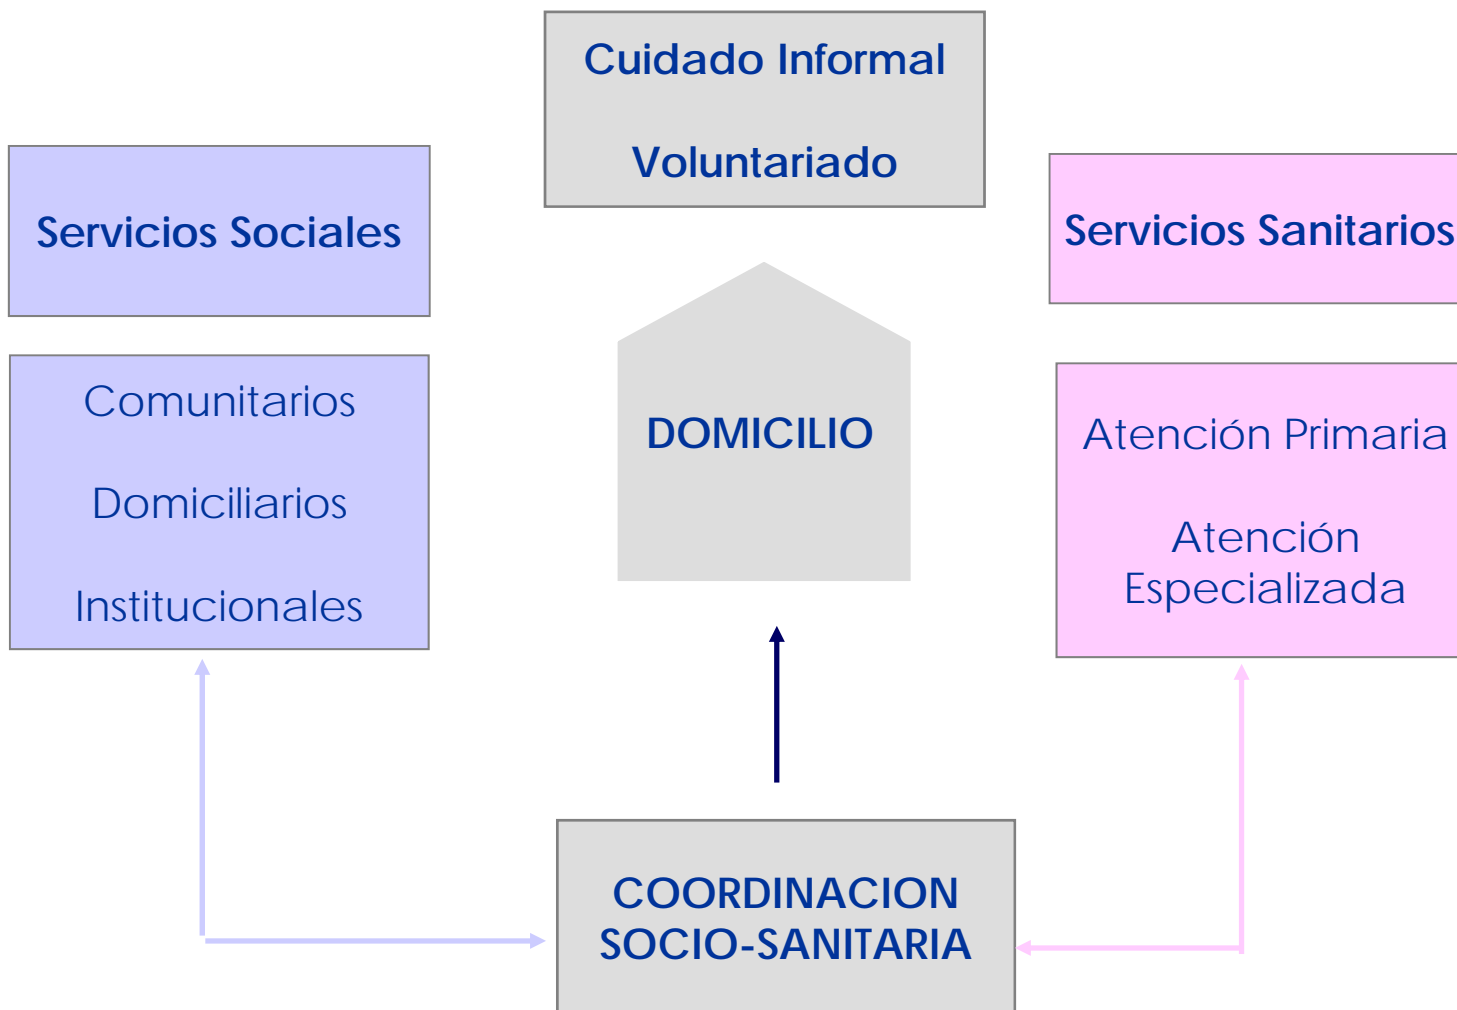 Cuidado Informal
Voluntariado
Servicios Sociales
Servicios Sanitarios
Comunitarios
Domiciliarios
Institucionales
DOMICILIO
Atención Primaria
Atención
Especializada
COORDINACION
SOCIO-SANITARIA